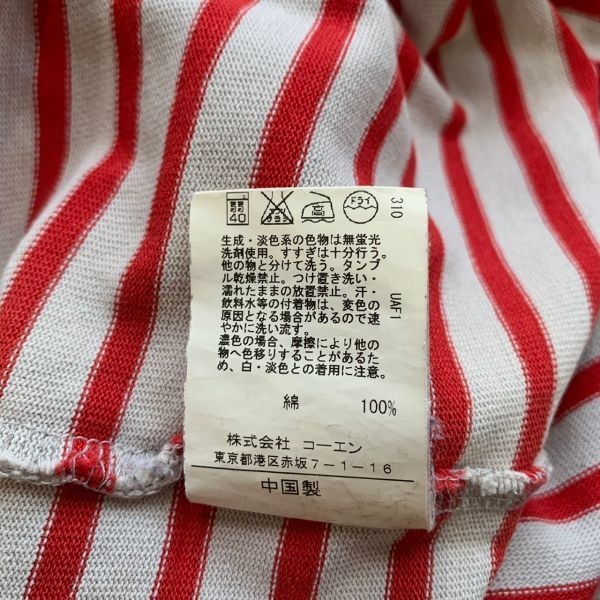 40
エンソ
サラシ
高
ドライ
310
UAF1
生成・淡色系の色物は無蛍光
洗剤使用。すすぎは十分行う。
他の物と分けて洗う。タンブ
ル乾燥禁止。つけ置き洗い・
濡れたままの放置禁止。汗・
飲料水等の付着物は、変色の
原因となる場合があるので速
やかに洗い流す。
濃色の場合、摩擦により他の
物へ色移りすることがあるた
め、白・淡色との着用に注意。
綿 100%
株式会社 コーエン
東京都港区赤坂7-1-16
中国製